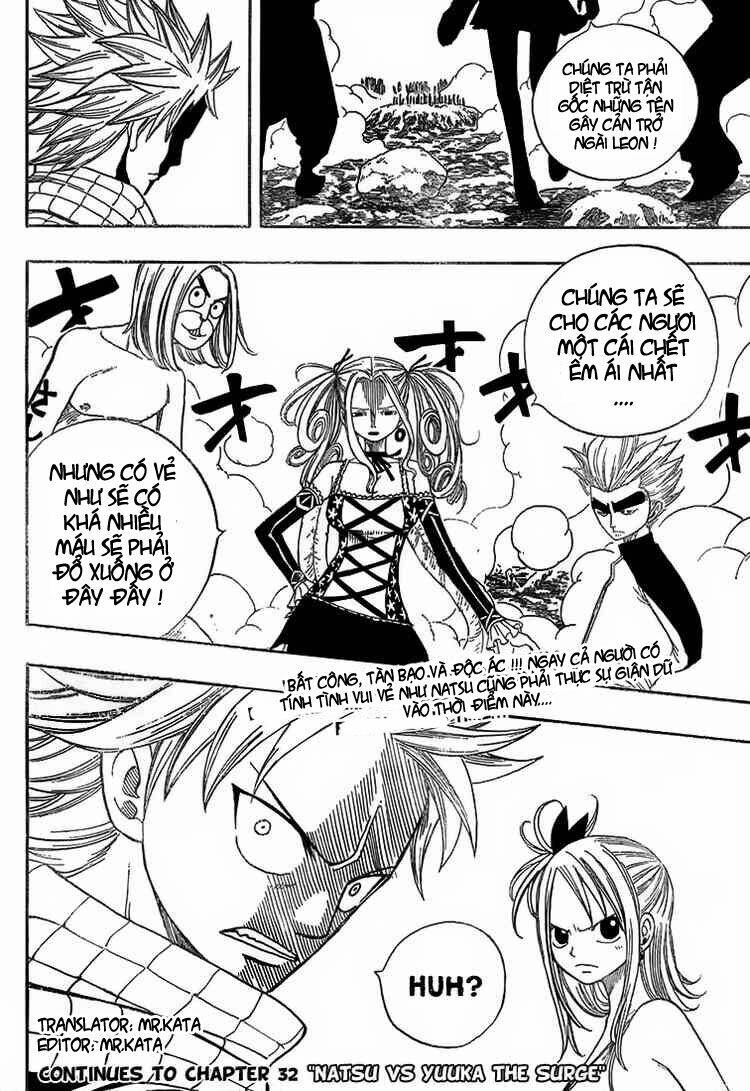 CHÚNG TA PHẢI
DIỆT TRỪ TẬN
GỐC NHỮNG TÊN
GÂY CẢN TRỞ
NGÀI LEON !
CHÚNG TA SẼ
CHO CÁC NGƯƠI
MỘT CÁI CHẾT
ÊM ÁI NHẤT
....
NHƯNG CÓ VẺ
NHƯ SẼ CÓ
KHÁ NHIỀU
MÁU SẼ PHẢI
ĐỔ XUỐNG Ở
ĐÂY ĐẤY !
'BẤT CÔNG, TÀN BẠO VÀ ĐỘC ÁC !!! NGAY CẢ NGƯỜI CÓ
TÍNH TÌNH VUI VẺ NHƯ NATSU CŨNG PHẢI THỰC SỰ GIẬN DỮ
VÀO THỜI ĐIỂM NÀY....
HUH?
TRANSLATOR: MR.KATA
EDITOR: MR.KATA
CONTINUES TO CHAPTER 32 "NATSU VS YUUKA THE SURGE"